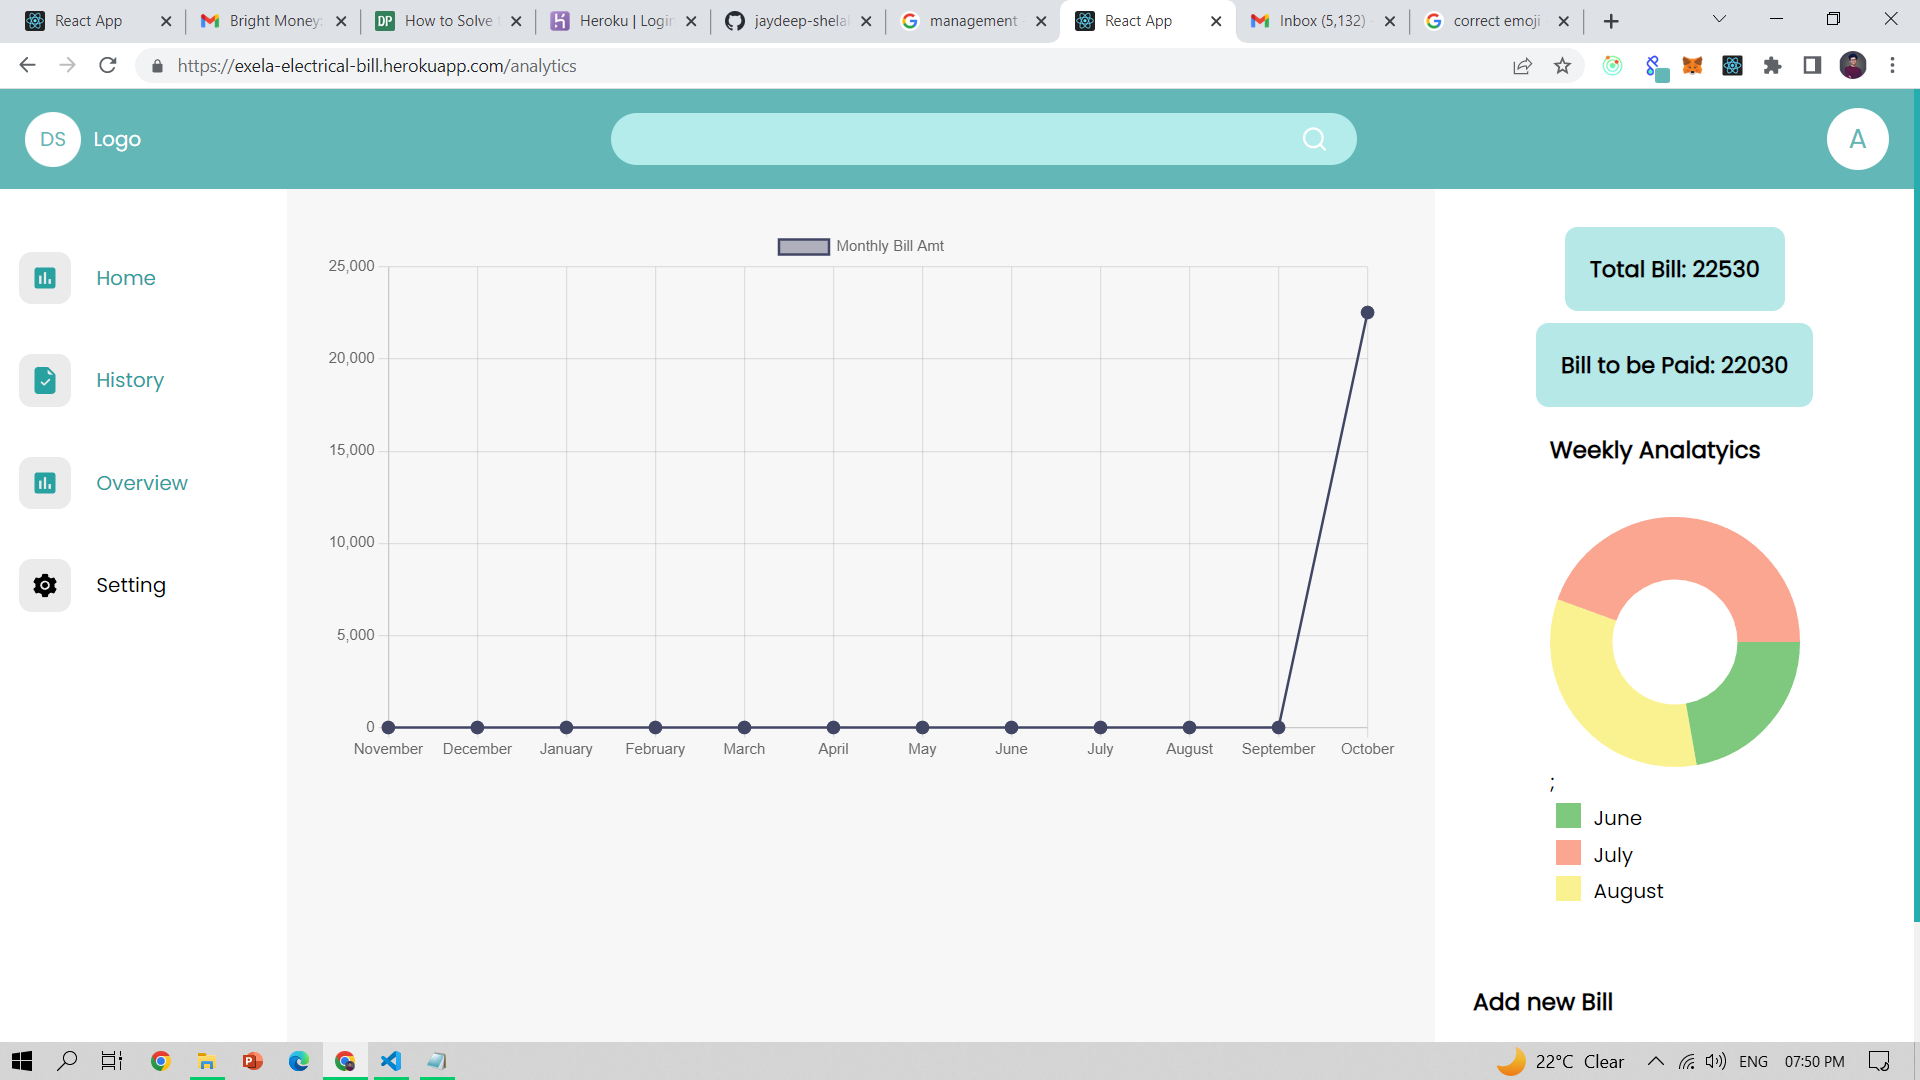 React App
Bright Money:
How to Solve
Heroku | Login
jaydeep-shela
management
React App
Inbox (5,132)
correct emoji
https://exela-electrical-bill.herokuapp.com/analytics
DS
Logo
A
Home
History
Overview
Setting
Monthly Bill Amt
25,000
20,000
15,000
10,000
5,000
0
November December January February March April May June July August September October
Total Bill: 22530
Bill to be Paid: 22030
Weekly Analatyics
;
June
July
August
Add new Bill
22°C Clear
ENG
07:50 PM